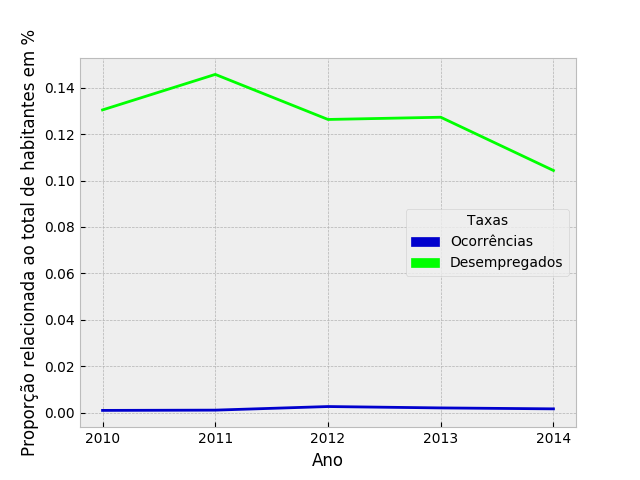 Proporção relacionada ao total de habitantes em %
0.14
0.12
0.10
0.08
0.06
0.04
0.02
0.00
Taxas
Ocorrências
Desempregados
2010 2011 2012 2013 2014
Ano